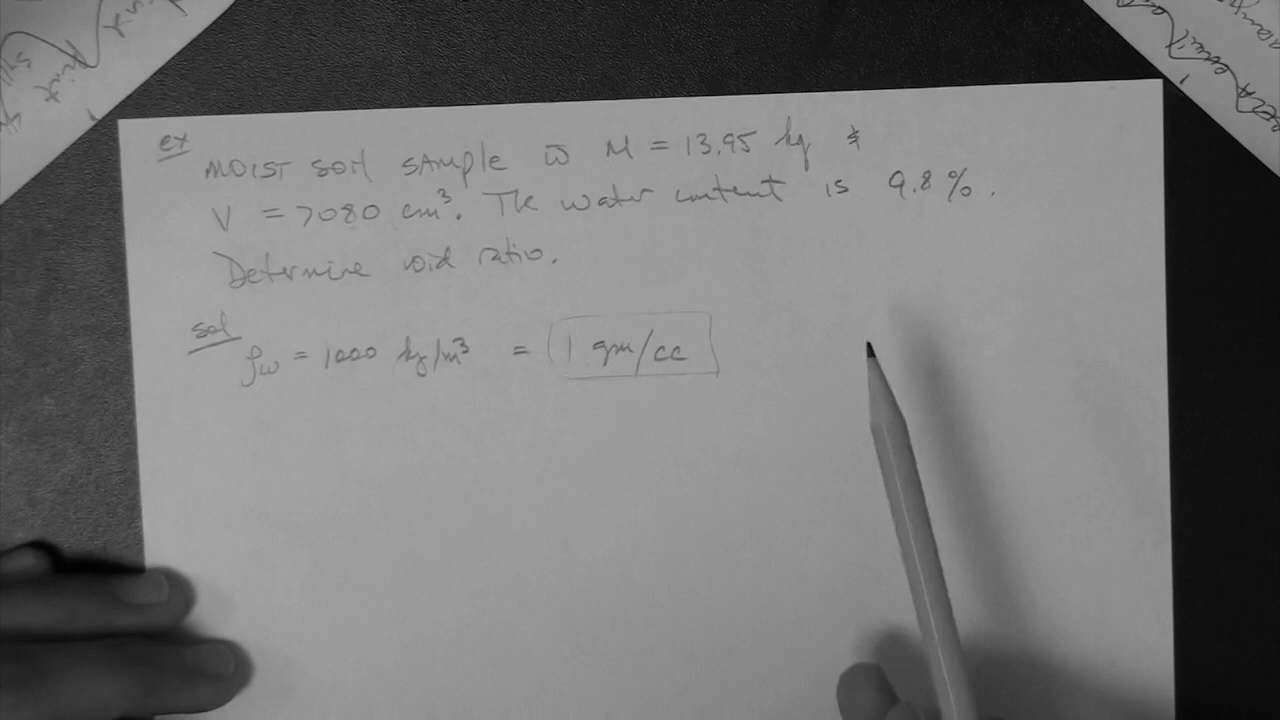 ex
MOIST SOIL SAMPLE w̅ M = 13.95 kg &
V = 7080 cm³. The water content is 9.8%.
Determine void ratio.
sol
ρw = 1000 kg/m³ = 1 gm/cc